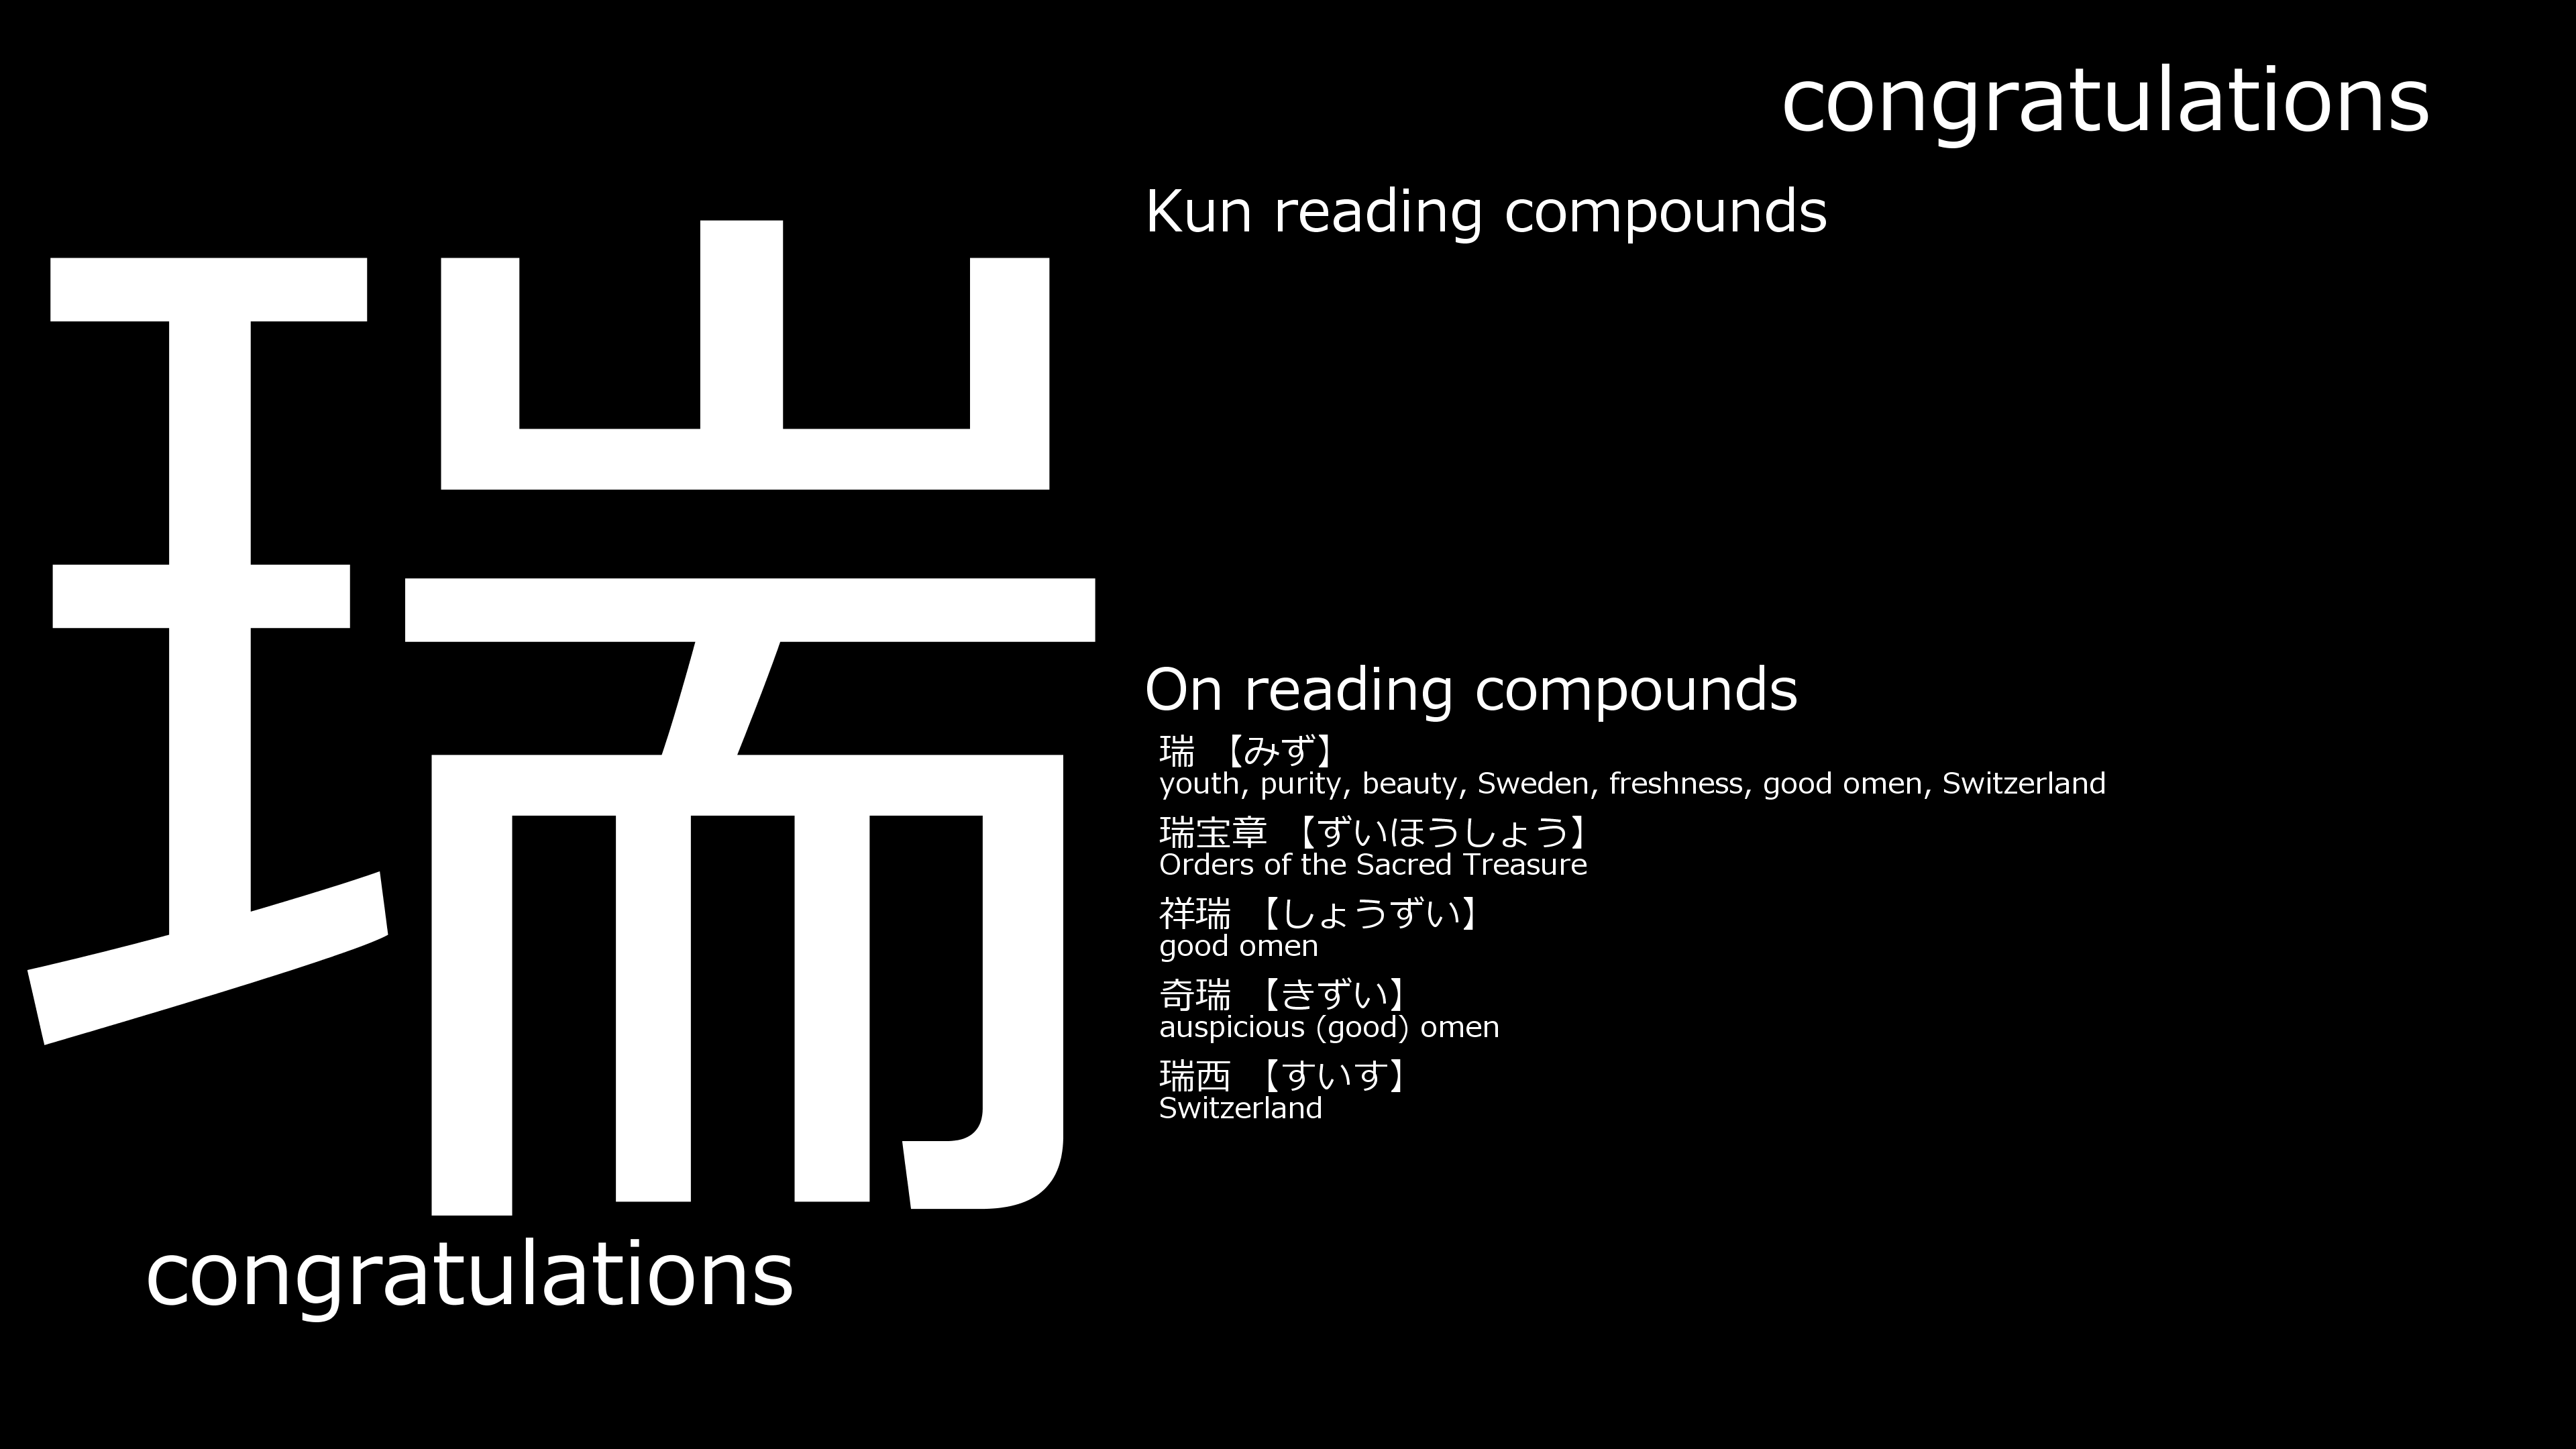 congratulations
Kun reading compounds
瑞
On reading compounds
瑞 【みず】
youth, purity, beauty, Sweden, freshness, good omen, Switzerland
瑞宝章 【ずいほうしょう】
Orders of the Sacred Treasure
祥瑞 【しょうずい】
good omen
奇瑞 【きずい】
auspicious (good) omen
瑞西 【すいす】
Switzerland
congratulations